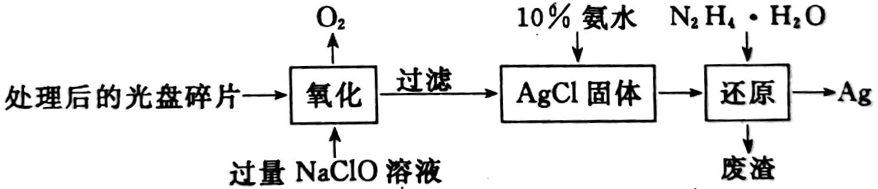 O₂
10% 氨水
N₂H₄·H₂O
处理后的光盘碎片
氧化
过滤
AgCl 固体
还原
Ag
过量 NaClO 溶液
废渣